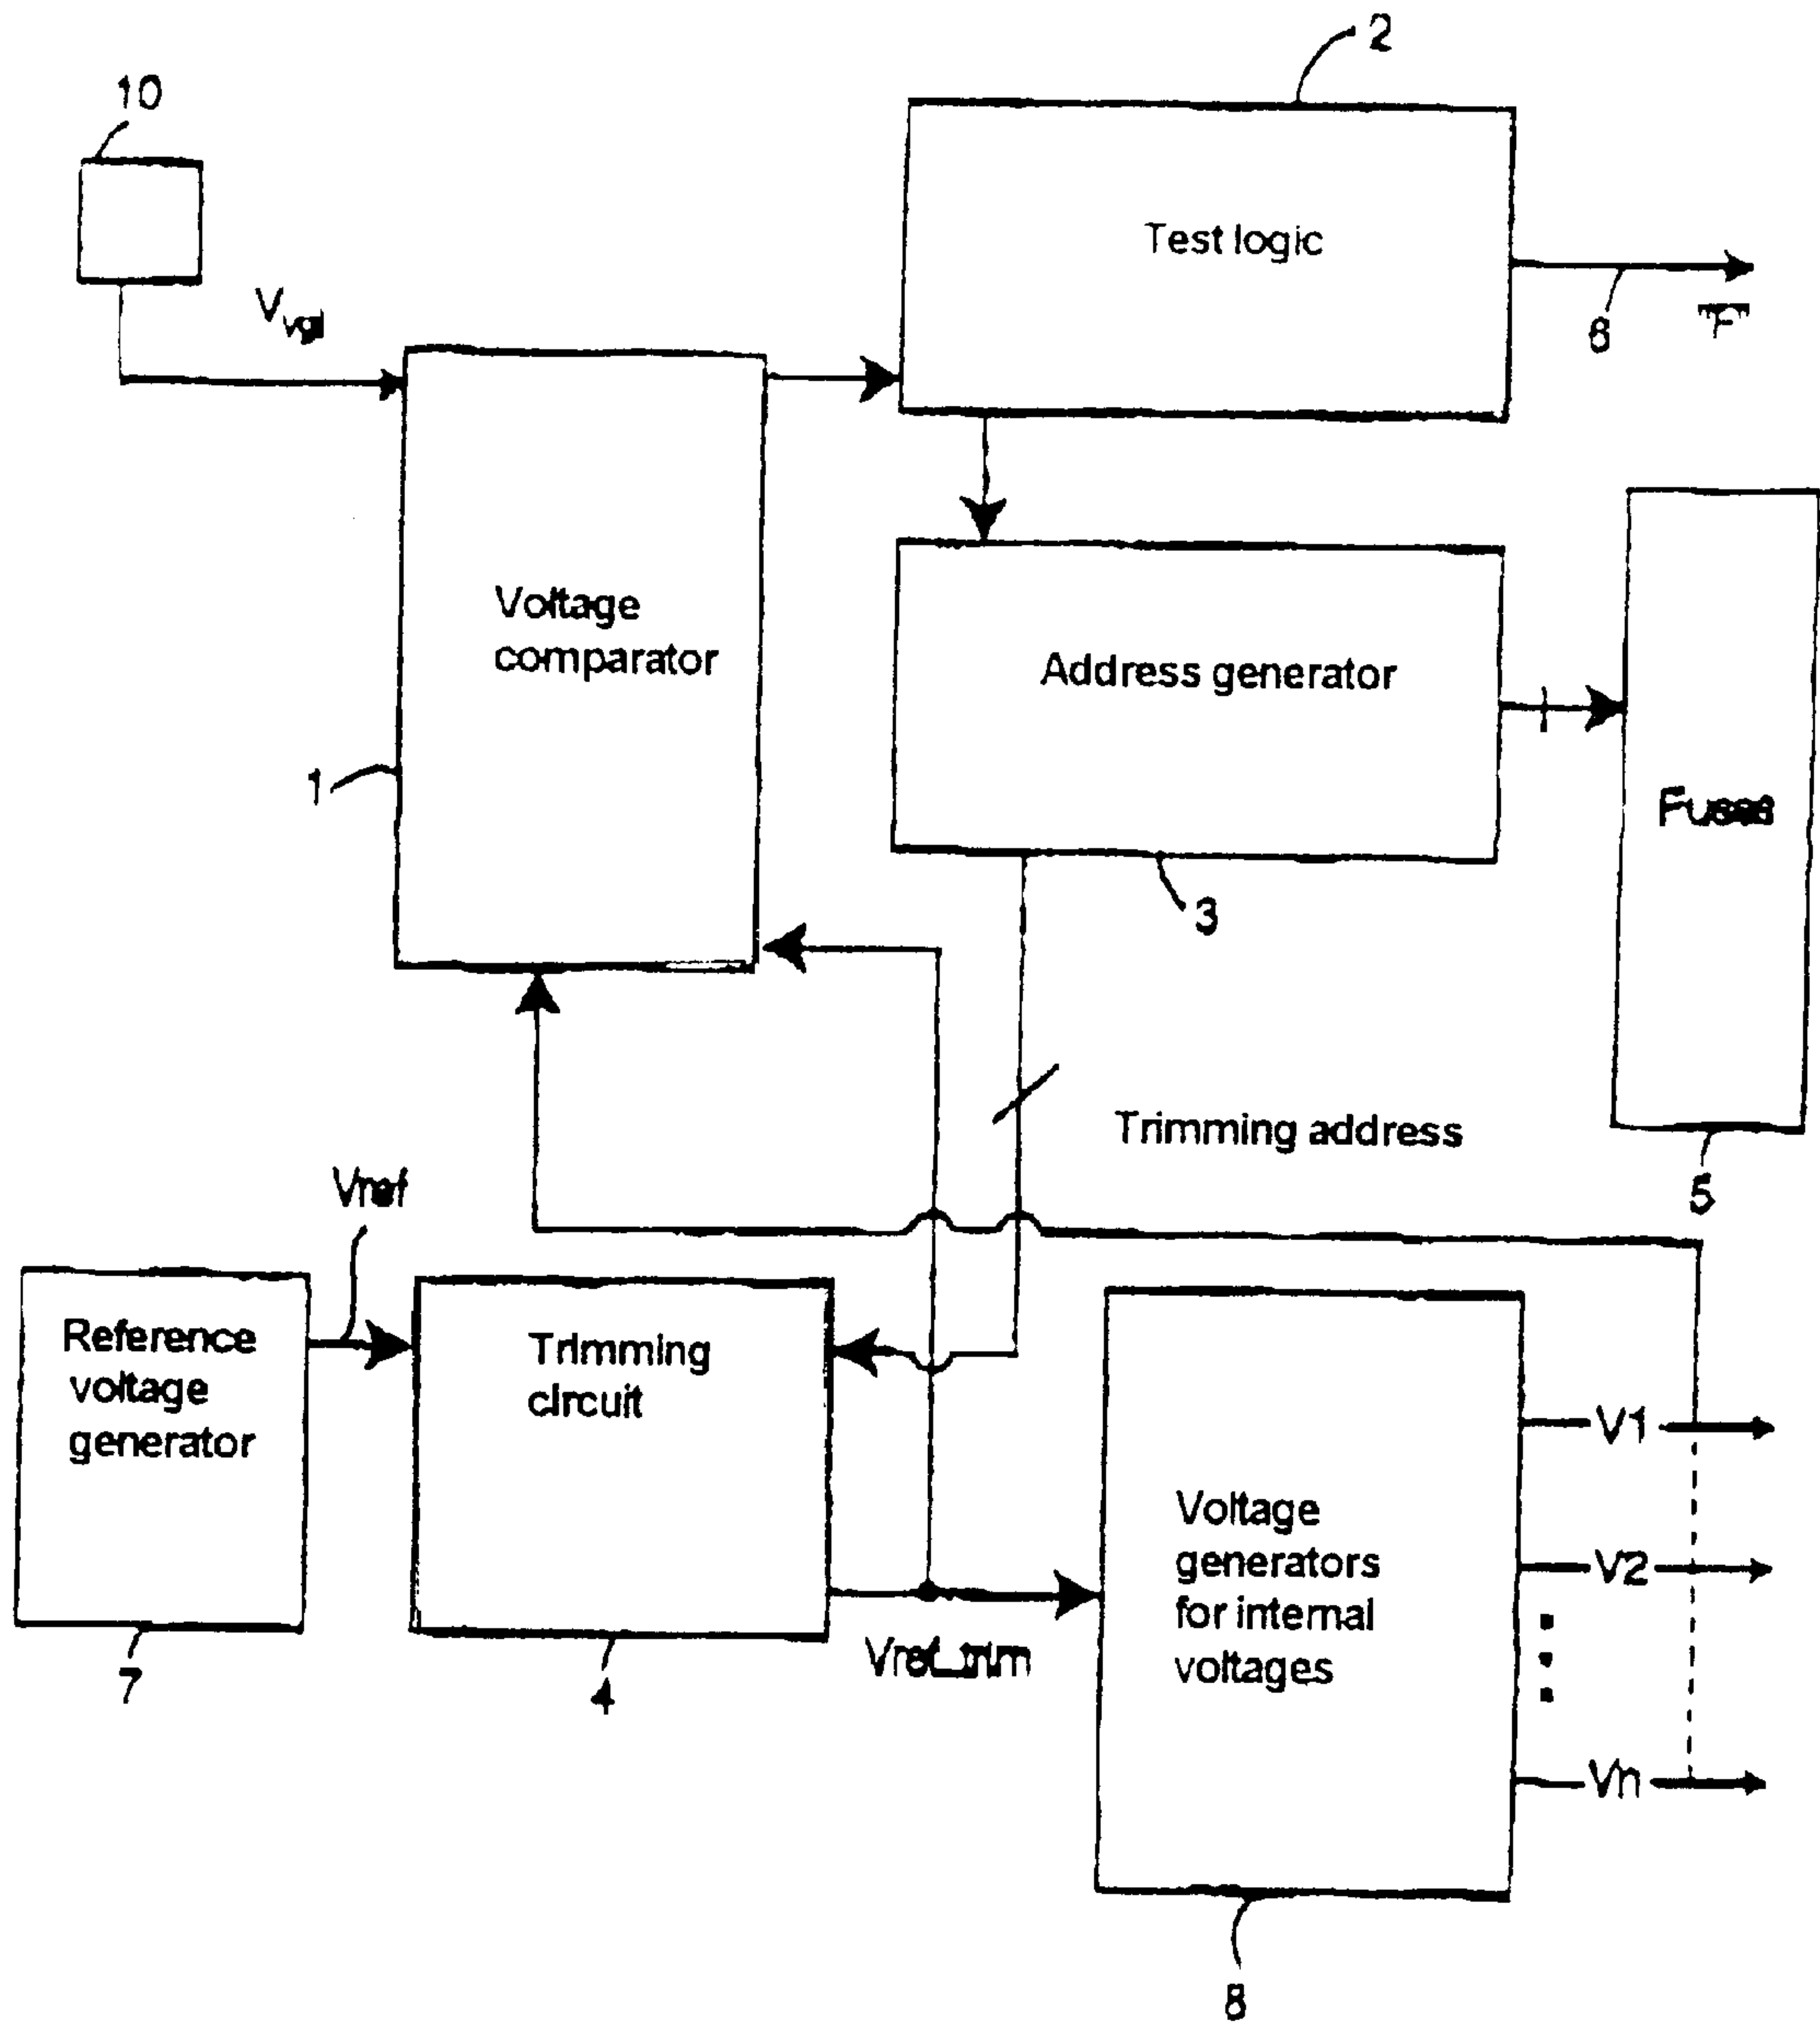 2
10
Test logic
V_vgl
6
F
Voltage
comparator
Address generator
1
Fuses
3
Trimming address
Vref
5
Reference
voltage
generator
Trimming
circuit
V1
Voltage
generators
for internal
voltages
V2
Vref_trim
7
4
Vn
8